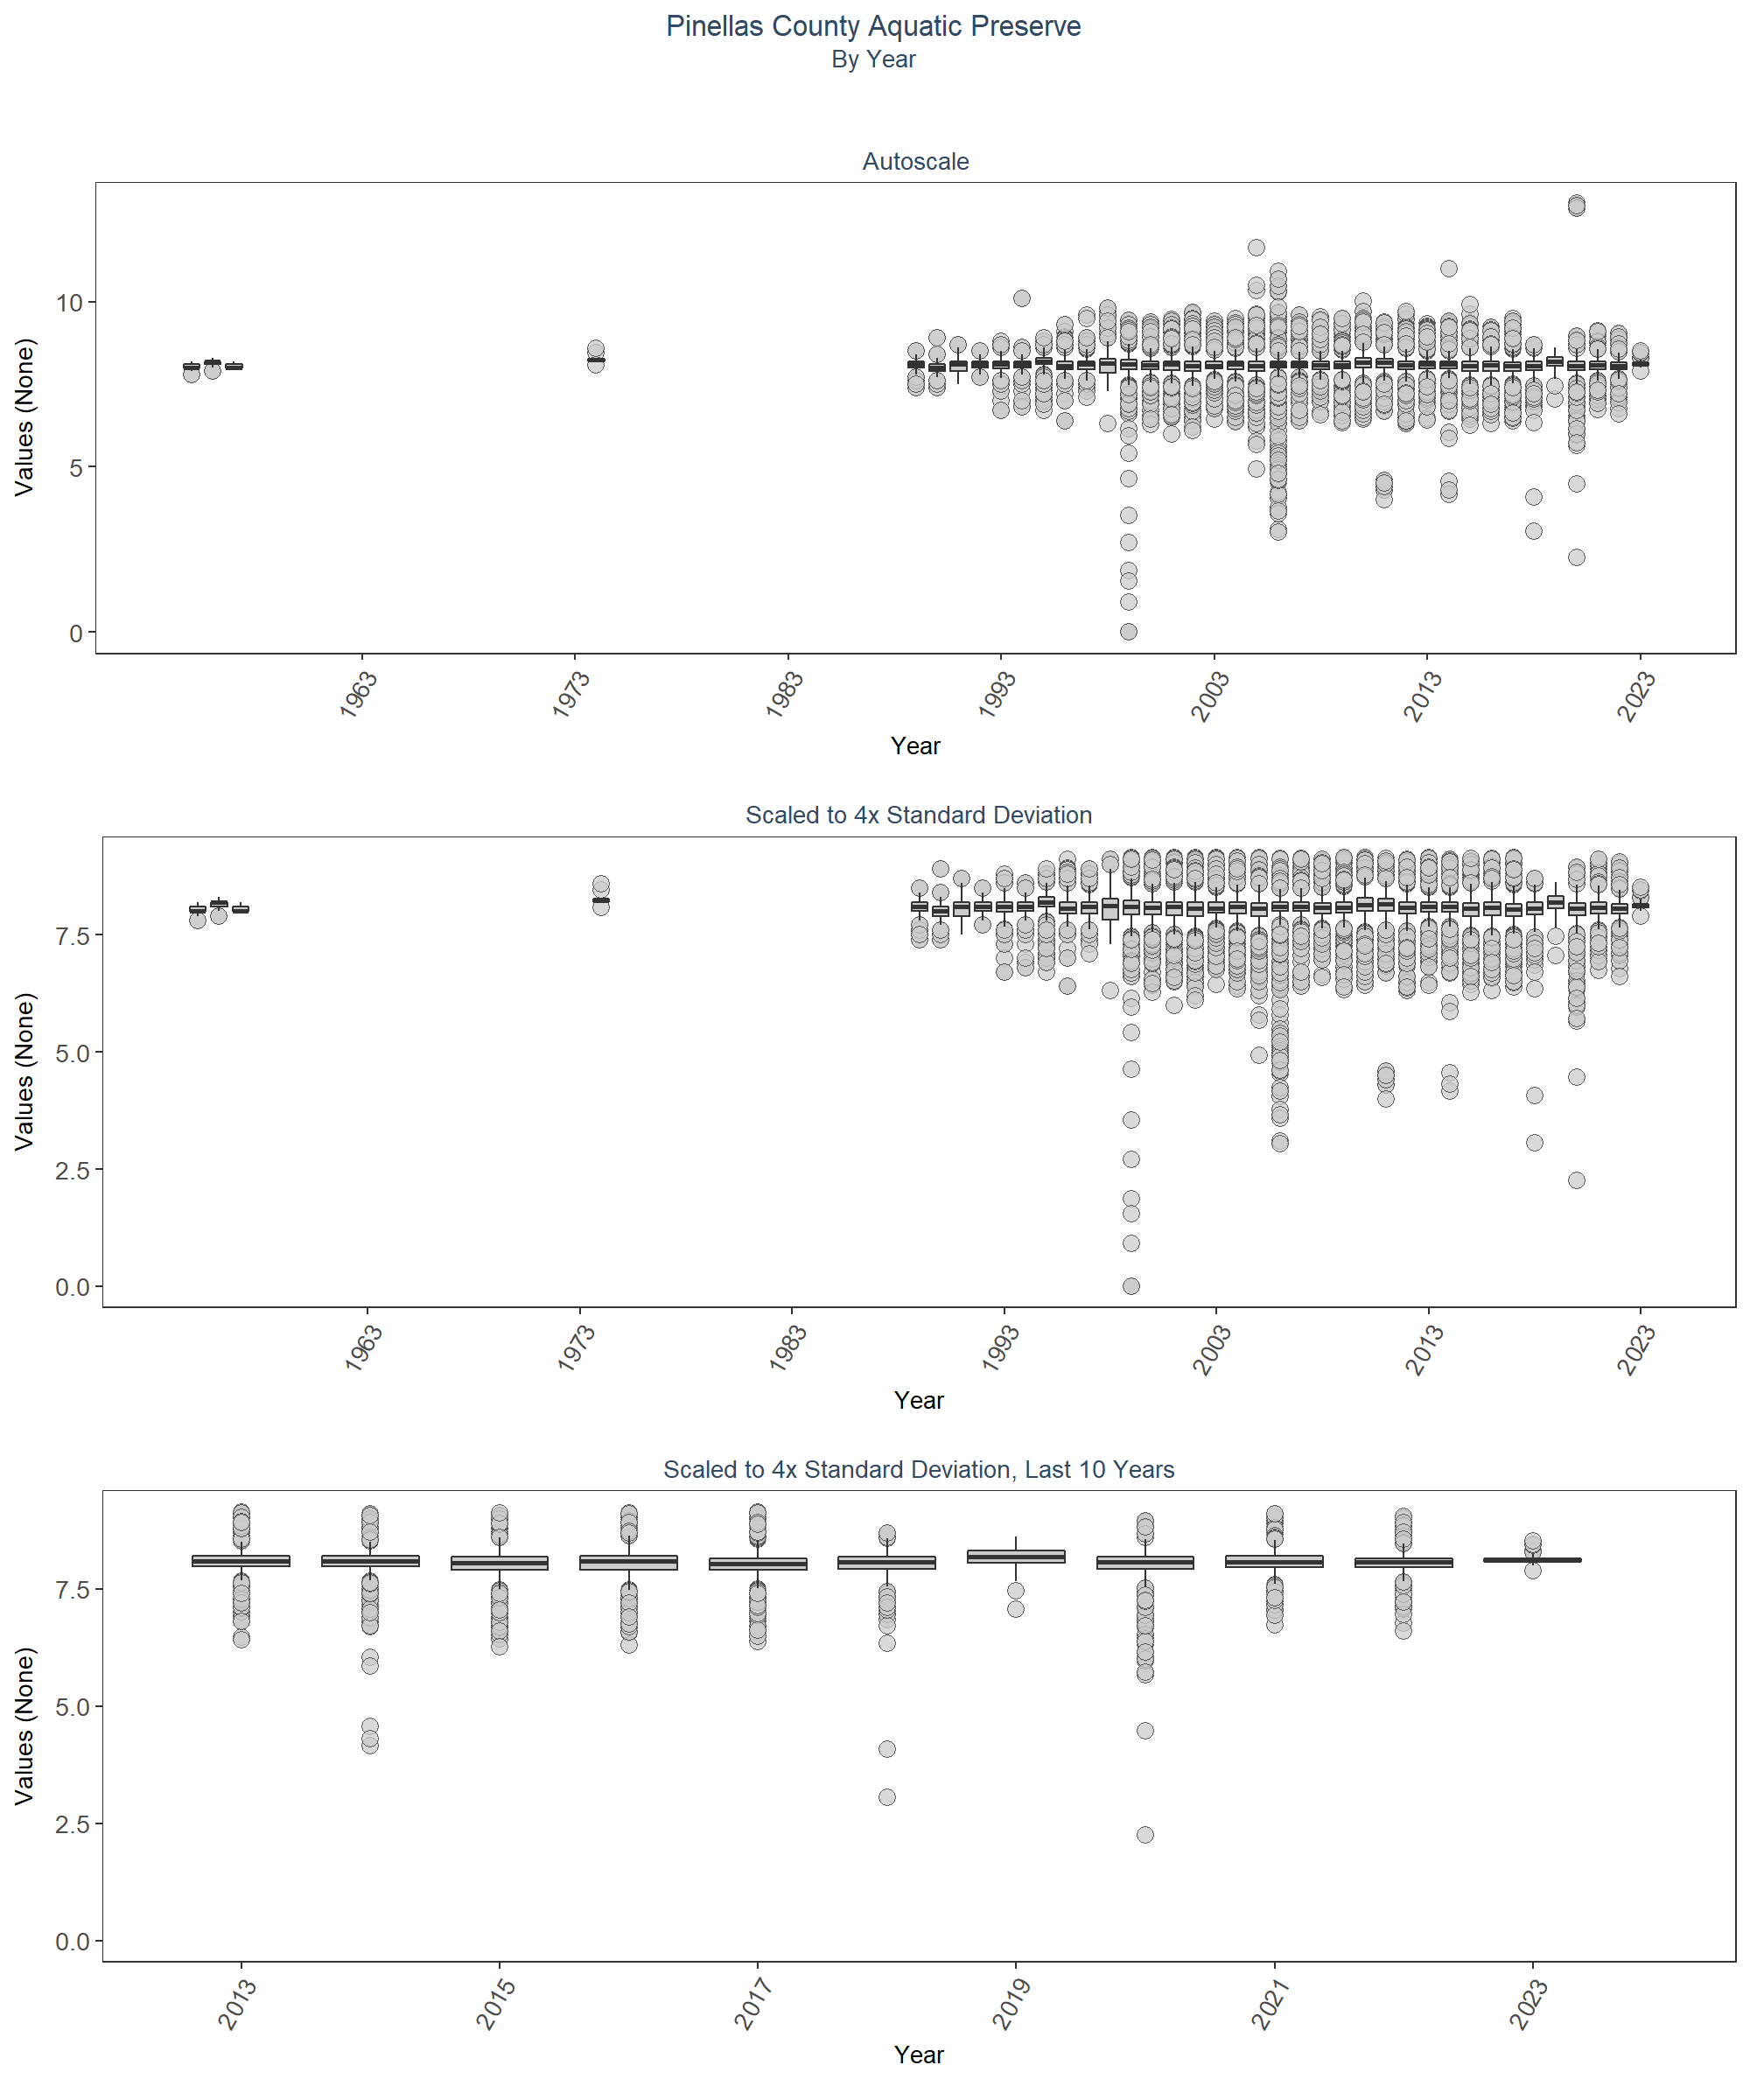 Pinellas County Aquatic Preserve
By Year
Autoscale
Values (None)
10
5
0
1963 1973 1983 1993 2003 2013 2023
Year
Scaled to 4x Standard Deviation
Values (None)
7.5
5.0
2.5
0.0
1963 1973 1983 1993 2003 2013 2023
Year
Scaled to 4x Standard Deviation, Last 10 Years
Values (None)
7.5
5.0
2.5
0.0
2013 2015 2017 2019 2021 2023
Year